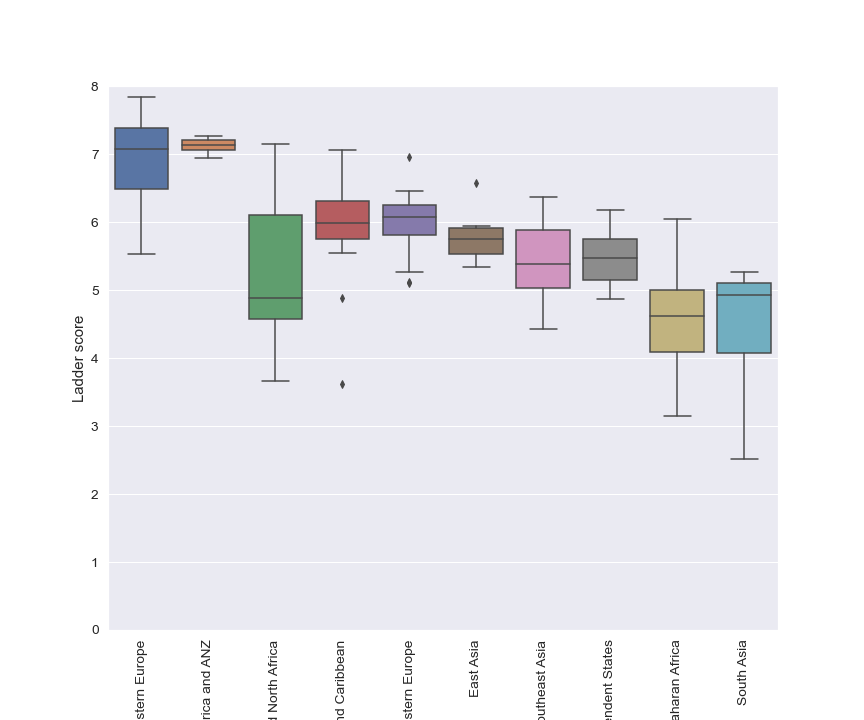 8
7
6
5
4
3
2
1
0
Ladder score
stern Europe
rica and ANZ
d North Africa
nd Caribbean
stern Europe
East Asia
outheast Asia
endent States
aharan Africa
South Asia